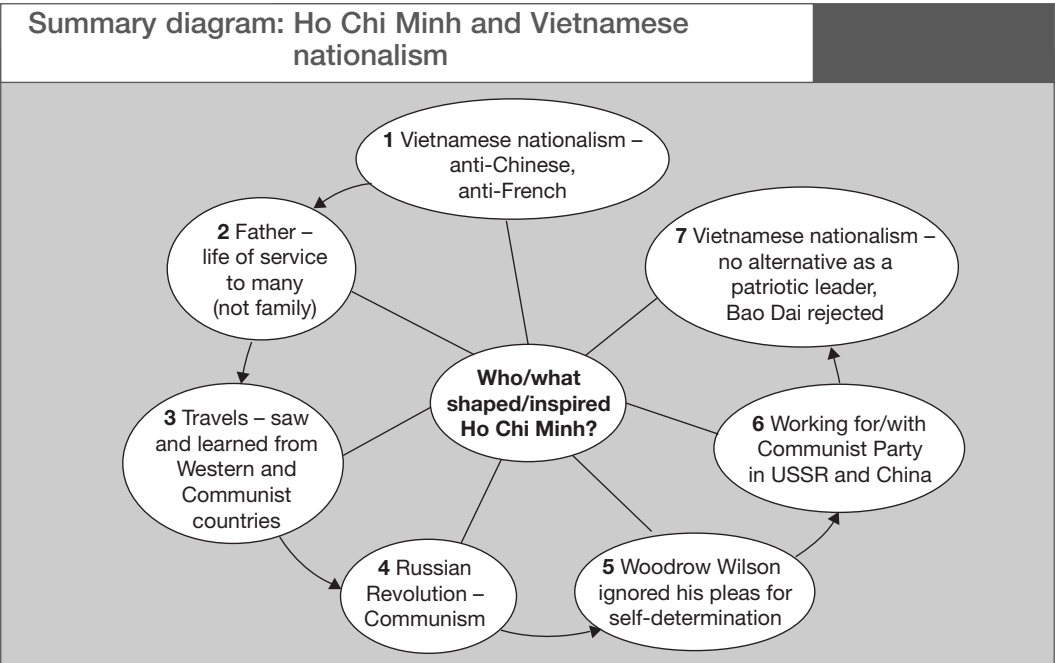 Summary diagram: Ho Chi Minh and Vietnamese
nationalism
1 Vietnamese nationalism –
anti-Chinese,
anti-French
2 Father –
life of service
to many
(not family)
3 Travels – saw
and learned from
Western and
Communist
countries
4 Russian
Revolution –
Communism
5 Woodrow Wilson
ignored his pleas for
self-determination
6 Working for/with
Communist Party
in USSR and China
7 Vietnamese nationalism –
no alternative as a
patriotic leader,
Bao Dai rejected
Who/what
shaped/inspired
Ho Chi Minh?